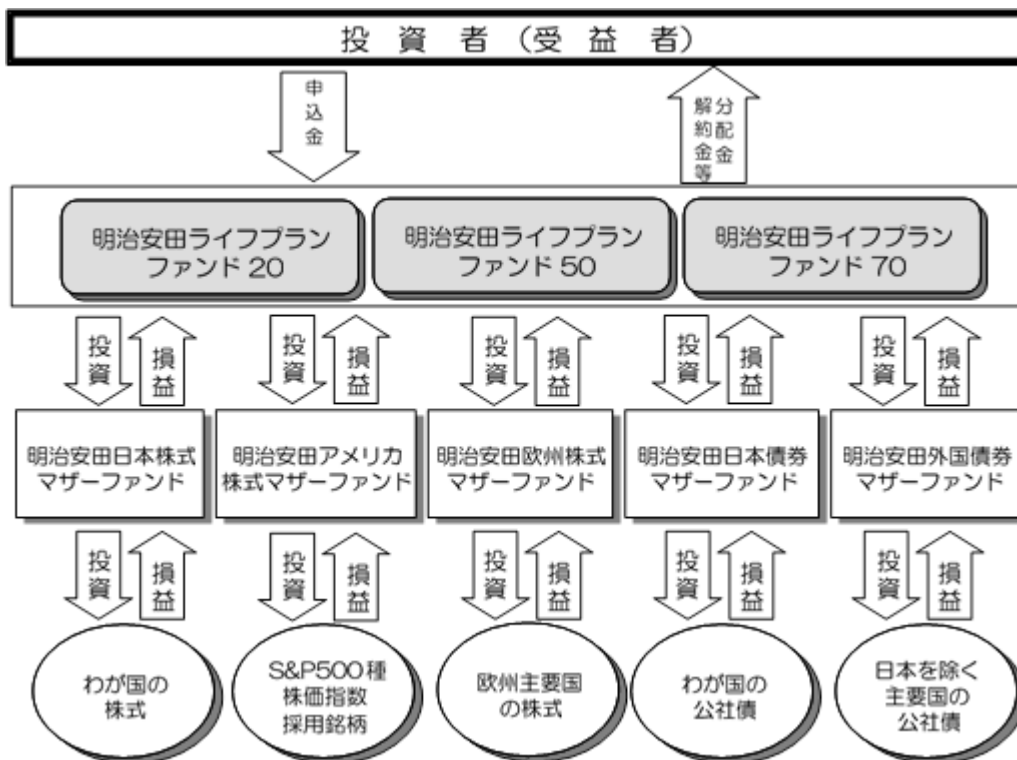 投資者（受益者）
申込金
分配金
解約金等
明治安田ライフプラン
ファンド20
明治安田ライフプラン
ファンド50
明治安田ライフプラン
ファンド70
投資
損益
投資
損益
投資
損益
投資
損益
投資
損益
明治安田日本株式
マザーファンド
明治安田アメリカ
株式マザーファンド
明治安田欧州株式
マザーファンド
明治安田日本債券
マザーファンド
明治安田外国債券
マザーファンド
投資
損益
投資
損益
投資
損益
投資
損益
投資
損益
わが国の
株式
S&P500種
株価指数
採用銘柄
欧州主要国
の株式
わが国の
公社債
日本を除く
主要国の
公社債